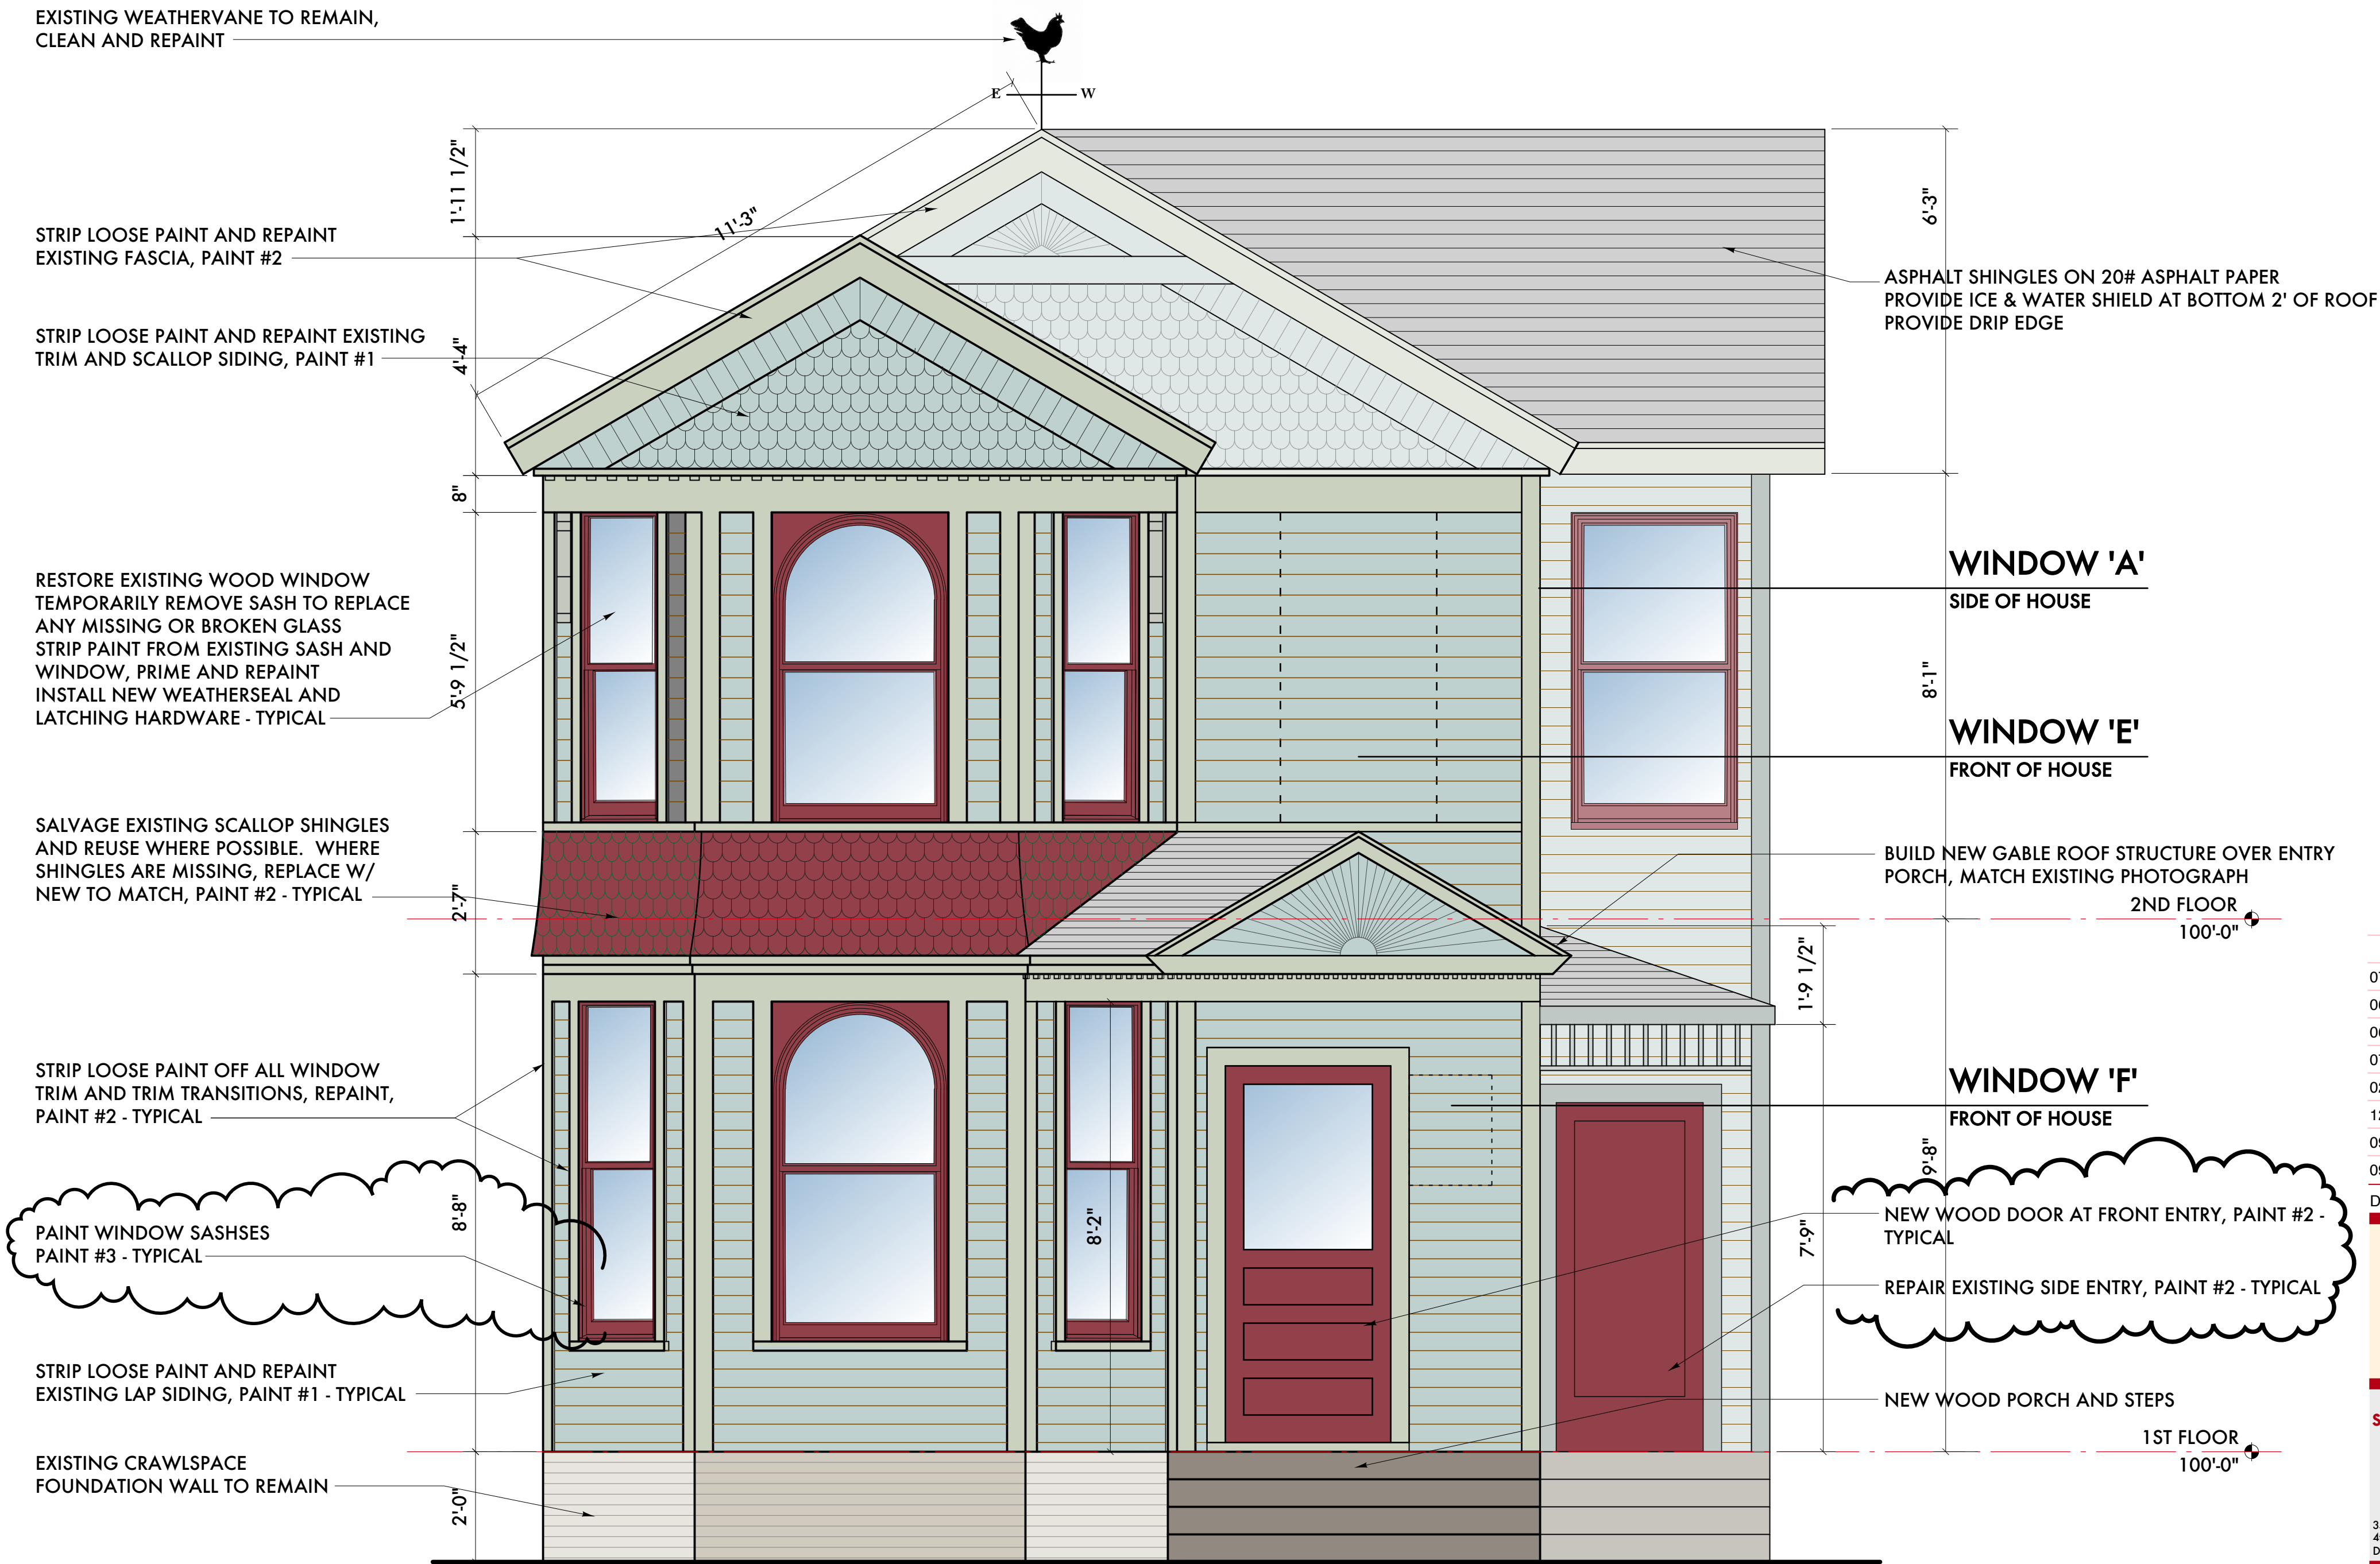 EXISTING WEATHERVANE TO REMAIN,
CLEAN AND REPAINT
E
W
1'-11 1/2"
11'-3"
6'-3"
STRIP LOOSE PAINT AND REPAINT
EXISTING FASCIA, PAINT #2
ASPHALT SHINGLES ON 20# ASPHALT PAPER
PROVIDE ICE & WATER SHIELD AT BOTTOM 2' OF ROOF
PROVIDE DRIP EDGE
STRIP LOOSE PAINT AND REPAINT EXISTING
TRIM AND SCALLOP SIDING, PAINT #1
4'-4"
8"
RESTORE EXISTING WOOD WINDOW
TEMPORARILY REMOVE SASH TO REPLACE
ANY MISSING OR BROKEN GLASS
STRIP PAINT FROM EXISTING SASH AND
WINDOW, PRIME AND REPAINT
INSTALL NEW WEATHERSEAL AND
LATCHING HARDWARE - TYPICAL
5'-9 1/2"
WINDOW 'A'
SIDE OF HOUSE
8'-1"
WINDOW 'E'
FRONT OF HOUSE
SALVAGE EXISTING SCALLOP SHINGLES
AND REUSE WHERE POSSIBLE.  WHERE
SHINGLES ARE MISSING, REPLACE W/
NEW TO MATCH, PAINT #2 - TYPICAL
2'-7"
BUILD NEW GABLE ROOF STRUCTURE OVER ENTRY
PORCH, MATCH EXISTING PHOTOGRAPH
2ND FLOOR
100'-0"
1'-9 1/2"
STRIP LOOSE PAINT OFF ALL WINDOW
TRIM AND TRIM TRANSITIONS, REPAINT,
PAINT #2 - TYPICAL
WINDOW 'F'
FRONT OF HOUSE
9'-8"
8'-8"
8'-2"
7'-9"
PAINT WINDOW SASHSES
PAINT #3 - TYPICAL
NEW WOOD DOOR AT FRONT ENTRY, PAINT #2 -
TYPICAL
REPAIR EXISTING SIDE ENTRY, PAINT #2 - TYPICAL
STRIP LOOSE PAINT AND REPAINT
EXISTING LAP SIDING, PAINT #1 - TYPICAL
NEW WOOD PORCH AND STEPS
1ST FLOOR
100'-0"
EXISTING CRAWLSPACE
FOUNDATION WALL TO REMAIN
2'-0"